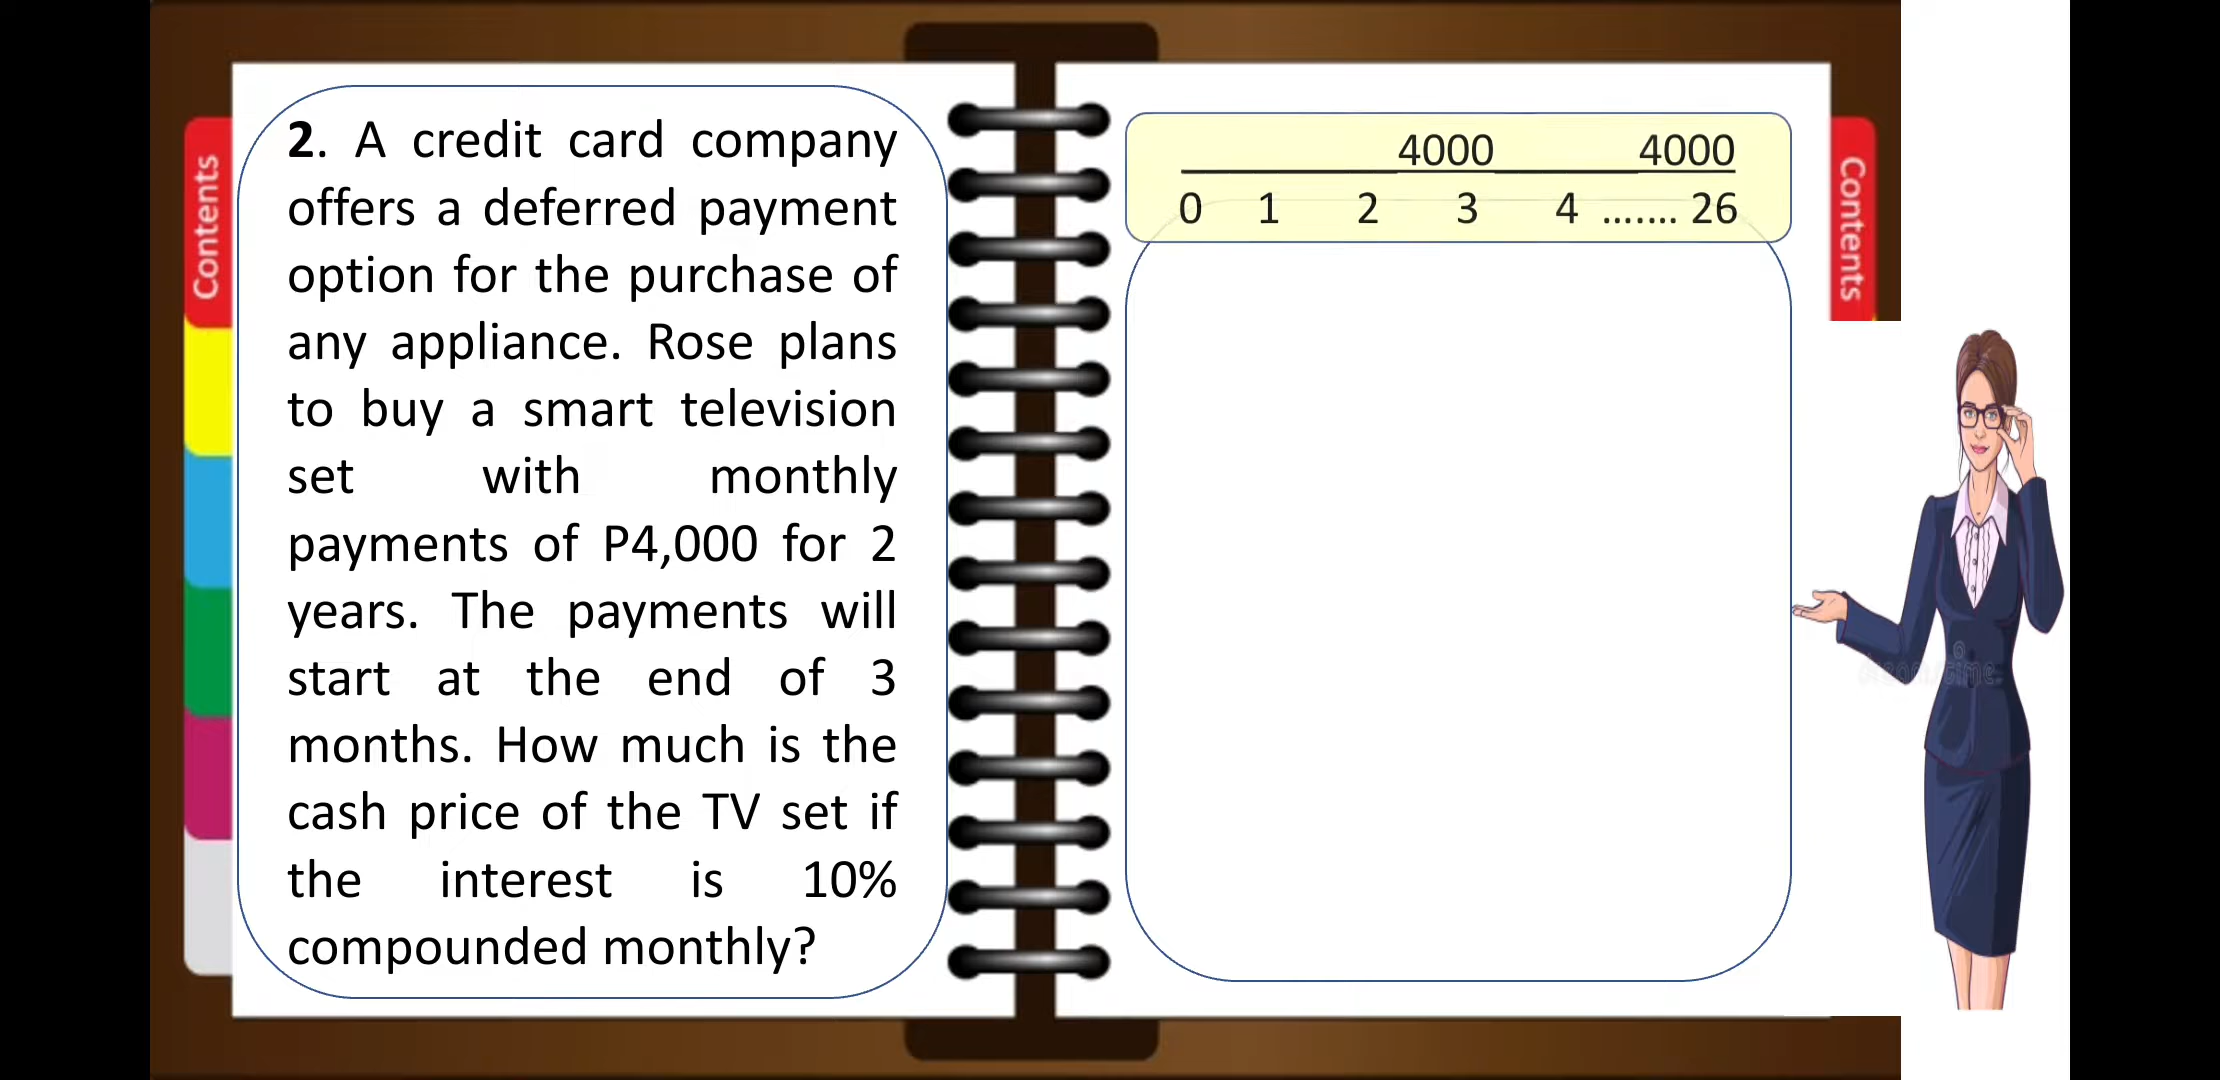 Contents
2. A credit card company
offers a deferred payment
option for the purchase of
any appliance. Rose plans
to buy a smart television
set with monthly
payments of P4,000 for 2
years. The payments will
start at the end of 3
months. How much is the
cash price of the TV set if
the interest is 10%
compounded monthly?
4000 4000
0 1 2 3 4 ....... 26
Contents
dreamstime.